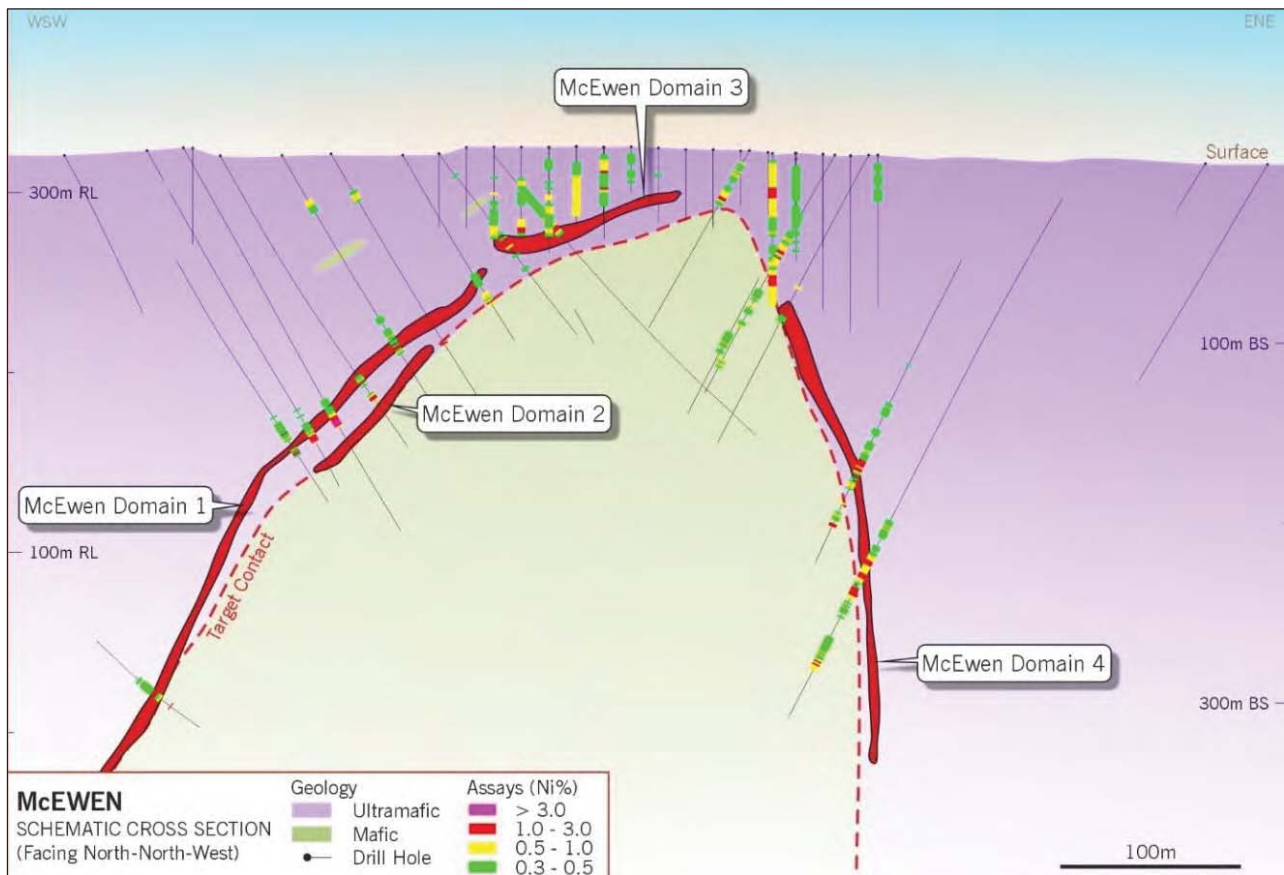 WSW
ENE
McEwen Domain 3
Surface
300m RL
100m BS
McEwen Domain 2
McEwen Domain 1
100m RL
Target Contact
McEwen Domain 4
300m BS
McEWEN
SCHEMATIC CROSS SECTION
(Facing North-North-West)
Geology
Ultramafic
Mafic
Drill Hole
Assays (Ni%)
> 3.0
1.0 - 3.0
0.5 - 1.0
0.3 - 0.5
100m